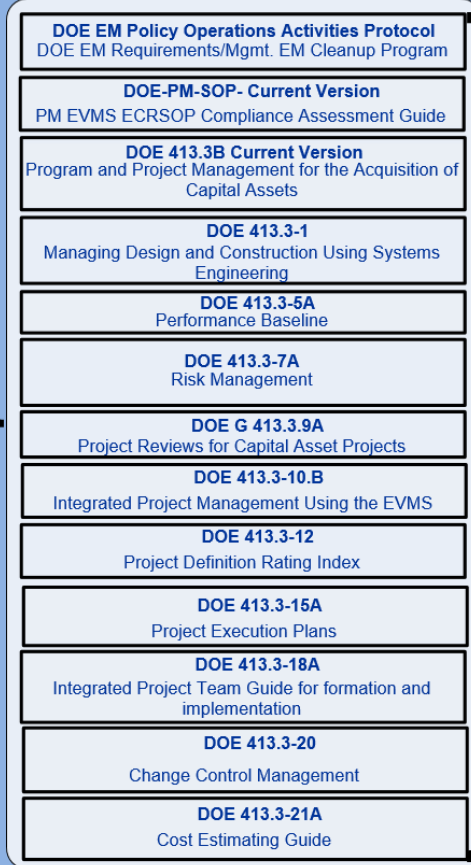 DOE EM Policy Operations Activities Protocol
DOE EM Requirements/Mgmt. EM Cleanup Program
DOE-PM-SOP- Current Version
PM EVMS ECRSOP Compliance Assessment Guide
DOE 413.3B Current Version
Program and Project Management for the Acquisition of
Capital Assets
DOE 413.3-1
Managing Design and Construction Using Systems
Engineering
DOE 413.3-5A
Performance Baseline
DOE 413.3-7A
Risk Management
DOE G 413.3.9A
Project Reviews for Capital Asset Projects
DOE 413.3-10.B
Integrated Project Management Using the EVMS
DOE 413.3-12
Project Definition Rating Index
DOE 413.3-15A
Project Execution Plans
DOE 413.3-18A
Integrated Project Team Guide for formation and
implementation
DOE 413.3-20
Change Control Management
DOE 413.3-21A
Cost Estimating Guide